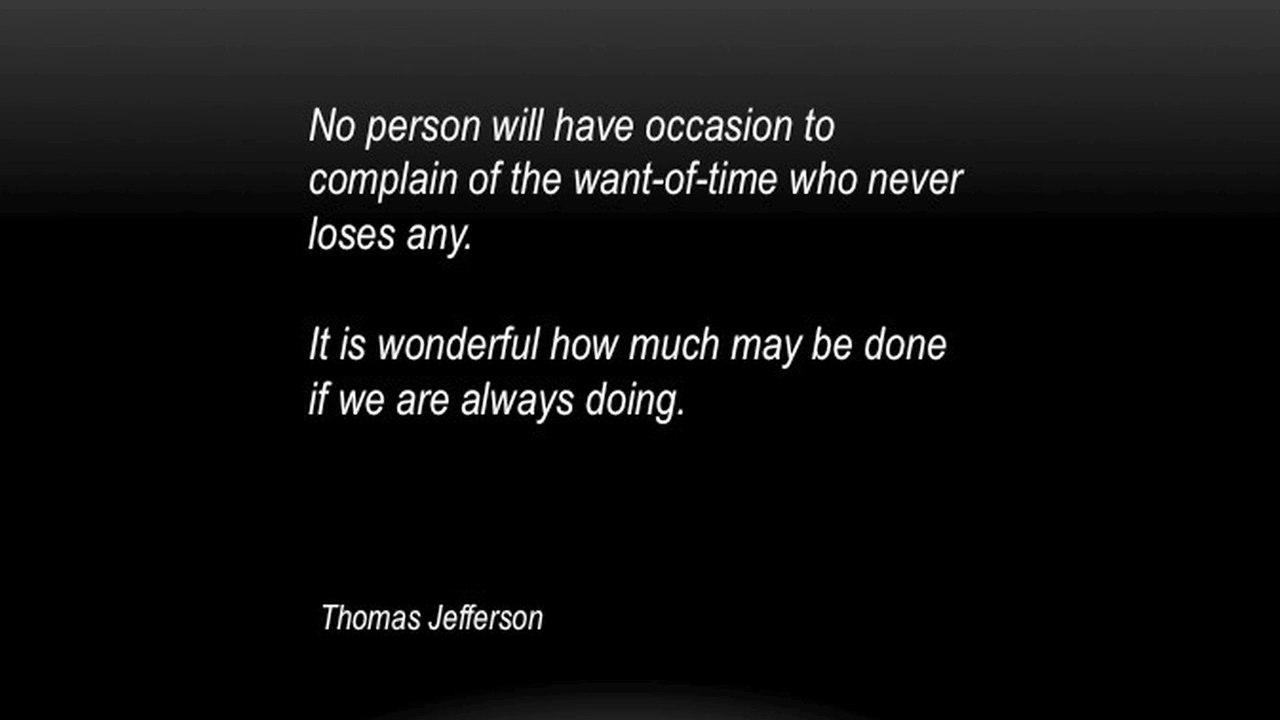 No person will have occasion to
complain of the want-of-time who never
loses any.
It is wonderful how much may be done
if we are always doing.
Thomas Jefferson